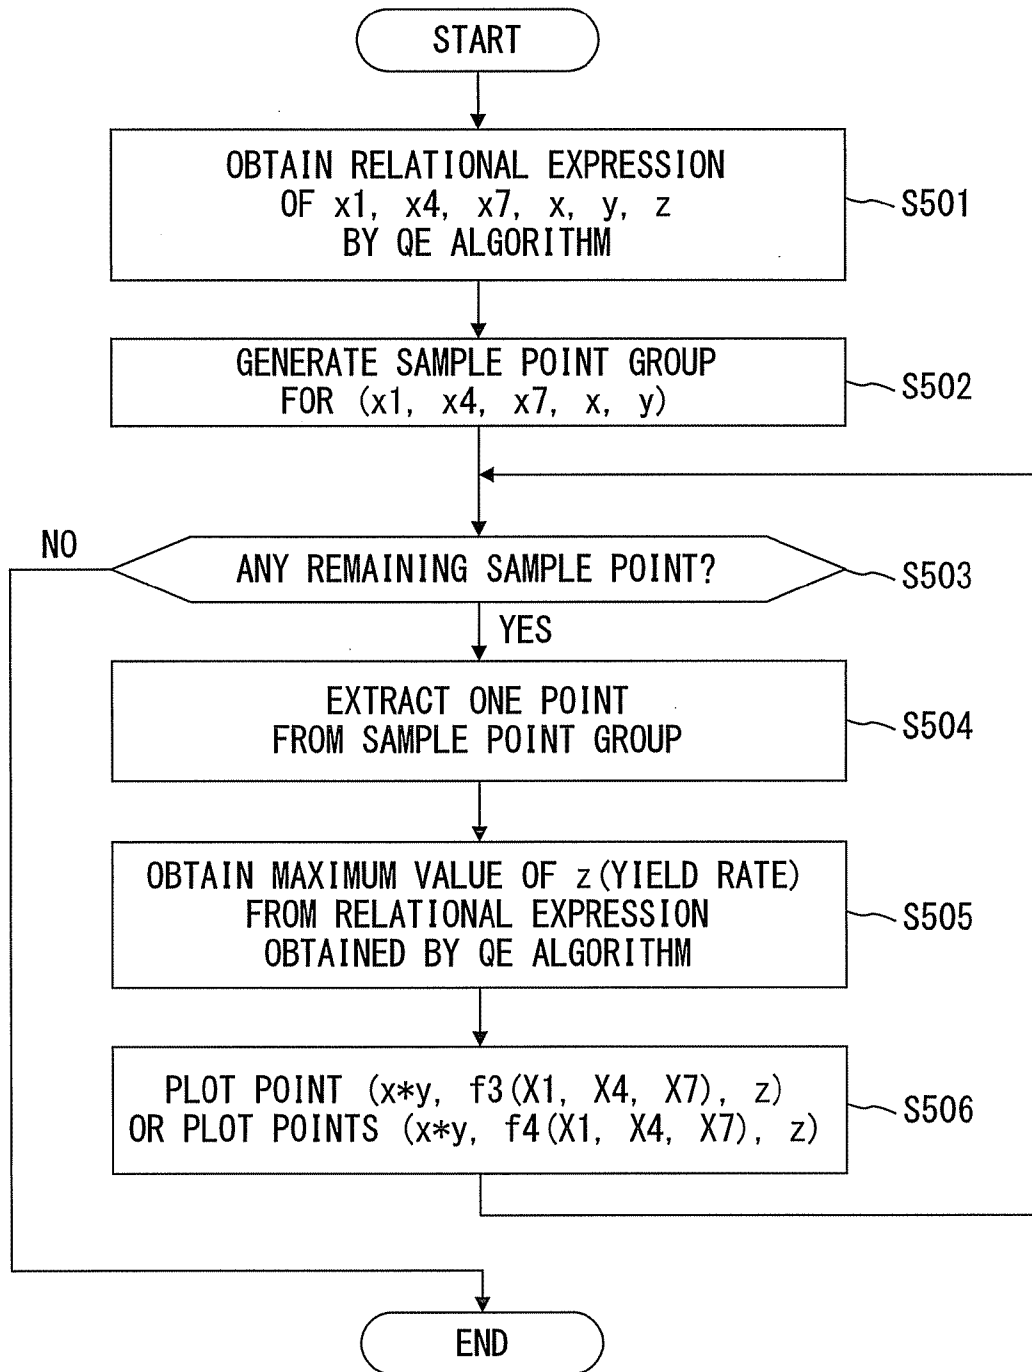 START
OBTAIN RELATIONAL EXPRESSION
OF x1, x4, x7, x, y, z
BY QE ALGORITHM
S501
GENERATE SAMPLE POINT GROUP
FOR (x1, x4, x7, x, y)
S502
NO
ANY REMAINING SAMPLE POINT?
S503
YES
EXTRACT ONE POINT
FROM SAMPLE POINT GROUP
S504
OBTAIN MAXIMUM VALUE OF z(YIELD RATE)
FROM RELATIONAL EXPRESSION
OBTAINED BY QE ALGORITHM
S505
PLOT POINT (x*y, f3(X1, X4, X7), z)
OR PLOT POINTS (x*y, f4(X1, X4, X7), z)
S506
END